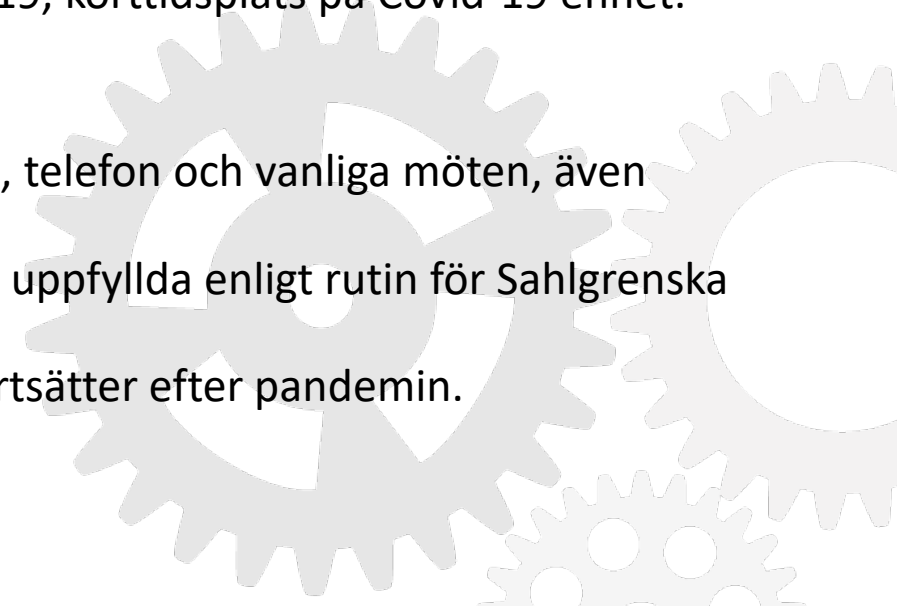 19, korttidsplats på Covid-19 enhet.
, telefon och vanliga möten, även
uppfyllda enligt rutin för Sahlgrenska
rtsätter efter pandemin.